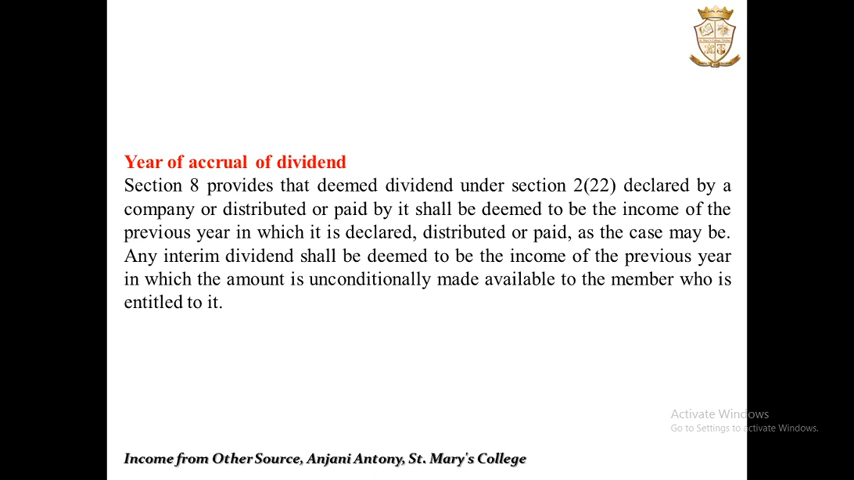 Year of accrual of dividend
Section 8 provides that deemed dividend under section 2(22) declared by a
company or distributed or paid by it shall be deemed to be the income of the
previous year in which it is declared, distributed or paid, as the case may be.
Any interim dividend shall be deemed to be the income of the previous year
in which the amount is unconditionally made available to the member who is
entitled to it.
Activate Windows
Go to Settings to activate Windows.
Income from Other Source, Anjani Antony, St. Mary's College